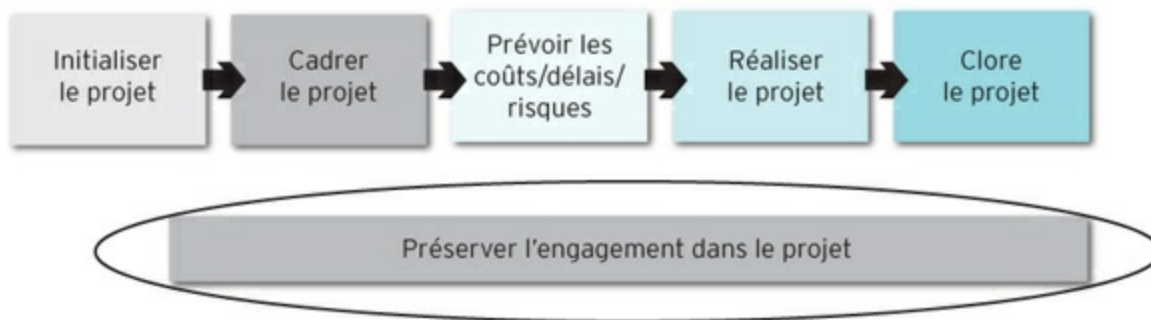 Initialiser
le projet
Cadrer
le projet
Prévoir les
coûts/délais/
risques
Réaliser
le projet
Clore
le projet
Préserver l'engagement dans le projet